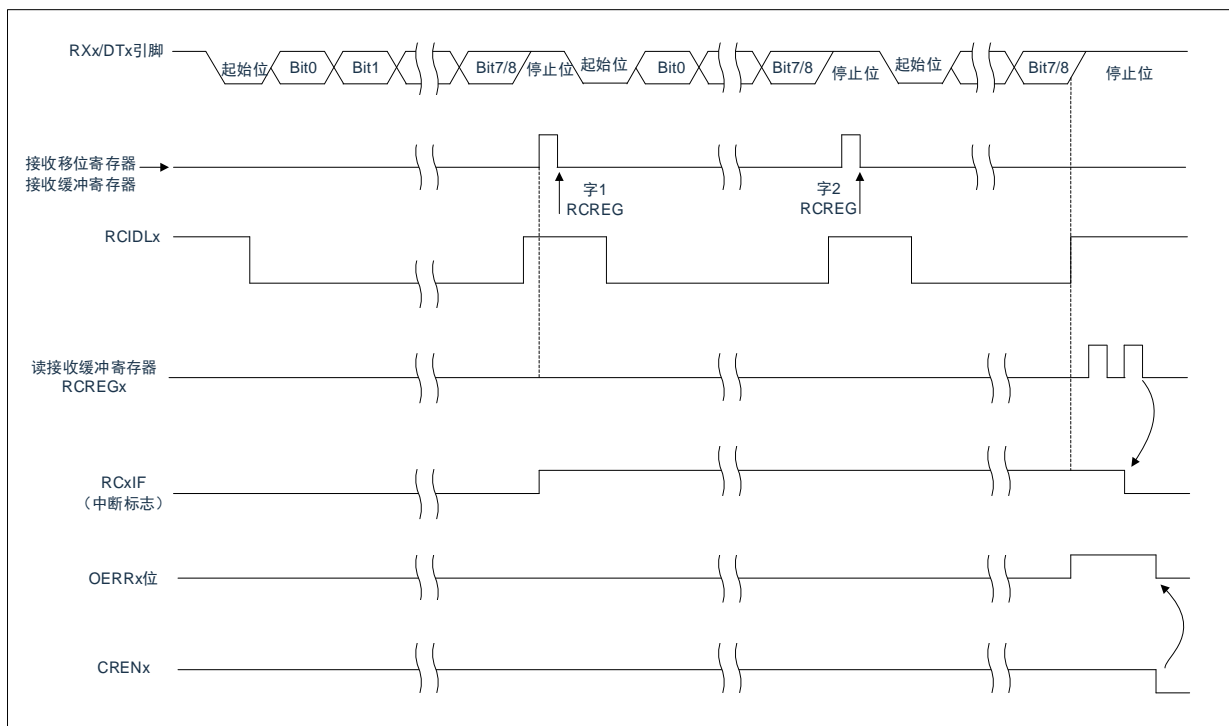 RXx/DTx引脚
起始位 Bit0 Bit1 Bit7/8 停止位 起始位 Bit0 Bit7/8 停止位 起始位 Bit7/8 停止位
接收移位寄存器
接收缓冲寄存器
字1
RCREG
字2
RCREG
RCIDLx
读接收缓冲寄存器
RCREGx
RCxIF
（中断标志）
OERRx位
CRENx